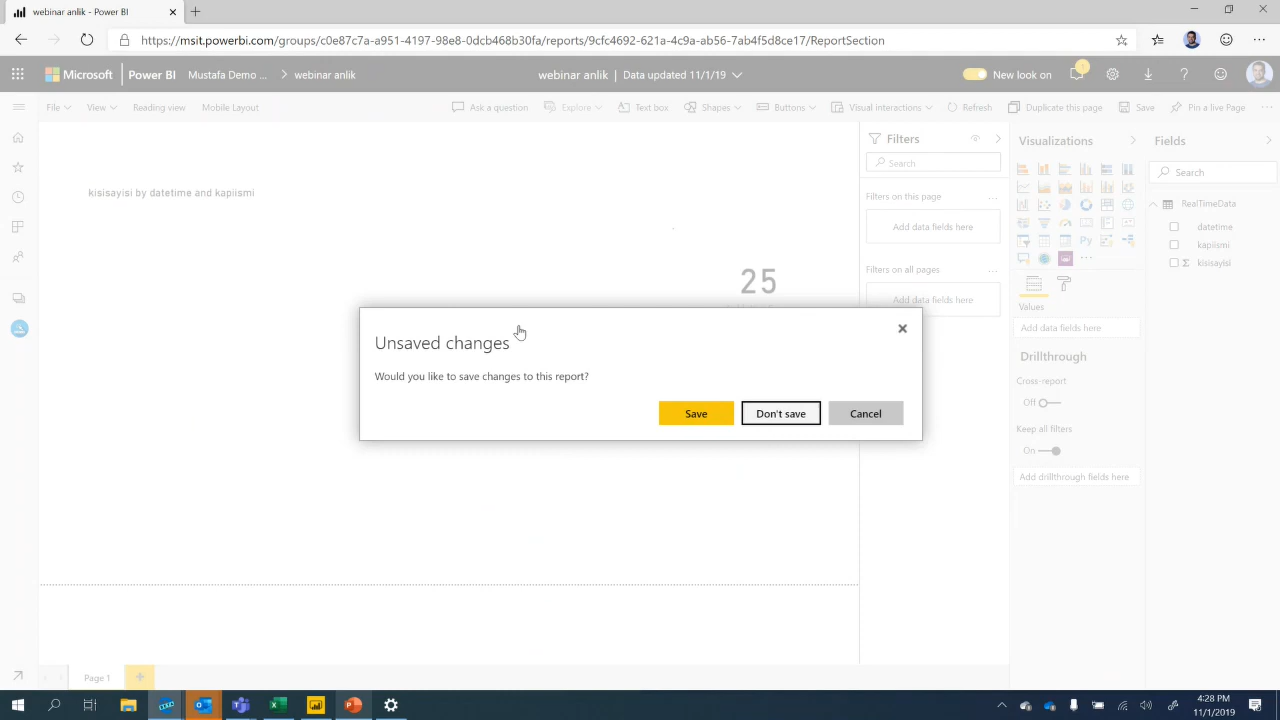 webinar anlik - Power BI
https://msit.powerbi.com/groups/c0e87c7a-a951-4197-98e8-0dcb468b30fa/reports/9cfc4692-621a-4c9a-ab56-7ab4f5d8ce17/ReportSection
Microsoft Power BI Mustafa Demo ... webinar anlik webinar anlik | Data updated 11/1/19 New look on 1
File View Reading view Mobile Layout Ask a question Explore Text box Shapes Buttons Visual interactions Refresh Duplicate this page Save Pin a live Page ...
kisisayisi by datetime and kapiismi
25
Filters
Search
Filters on this page ...
Add data fields here
Filters on all pages ...
Add data fields here
Visualizations
Py
Values
Add data fields here
Drillthrough
Cross-report
Off
Keep all filters
On
Add drillthrough fields here
Fields
Search
RealTimeData
datetime
kapiismi
Σ kisisayisi
Unsaved changes
Would you like to save changes to this report?
Save Don't save Cancel
Page 1 +
4:28 PM
11/1/2019